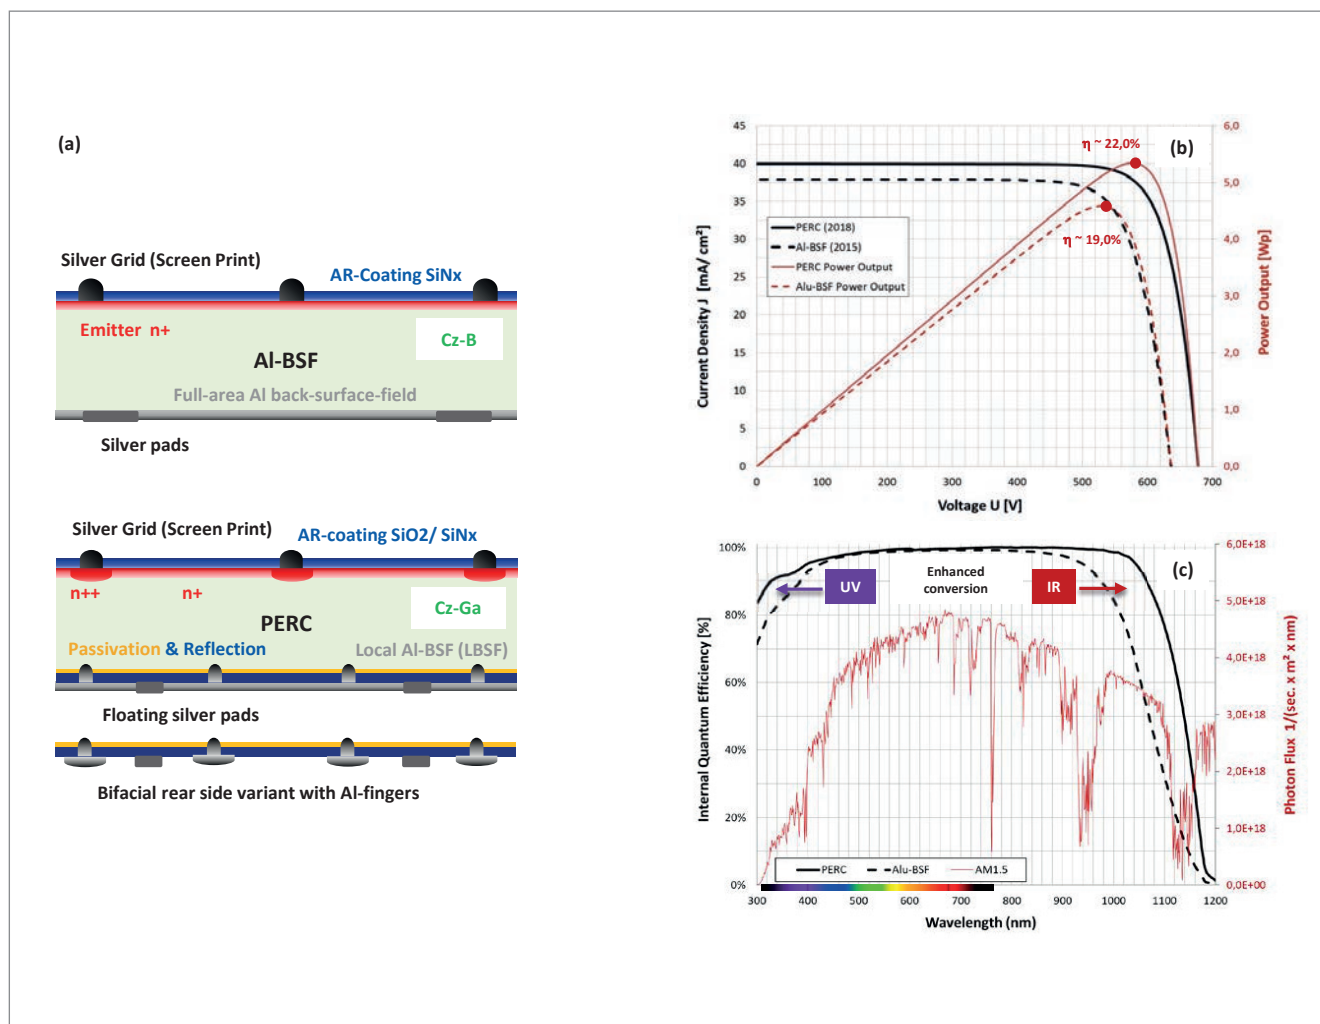 (a)
Silver Grid (Screen Print)
AR-Coating SiNx
Emitter n+
Cz-B
Al-BSF
Full-area Al back-surface-field
Silver pads
Silver Grid (Screen Print)
AR-coating SiO2/ SiNx
n++
n+
Cz-Ga
PERC
Passivation & Reflection
Local Al-BSF (LBSF)
Floating silver pads
Bifacial rear side variant with Al-fingers
(b)
η ~ 22,0%
η ~ 19,0%
PERC (2018)
Al-BSF (2015)
PERC Power Output
Alu-BSF Power Output
Current Density J [mA/ cm²]
45
40
35
30
25
20
15
10
5
0
Power Output [Wp]
6,0
5,0
4,0
3,0
2,0
1,0
0,0
0 100 200 300 400 500 600 700
Voltage U [V]
(c)
UV
Enhanced
conversion
IR
Internal Quantum Efficiency [%]
100%
80%
60%
40%
20%
0%
Photon Flux 1/(sec. x m² x nm)
6,0E+18
5,0E+18
4,0E+18
3,0E+18
2,0E+18
1,0E+18
0,0E+00
PERC Alu-BSF AM1.5
300 400 500 600 700 800 900 1000 1100 1200
Wavelength (nm)